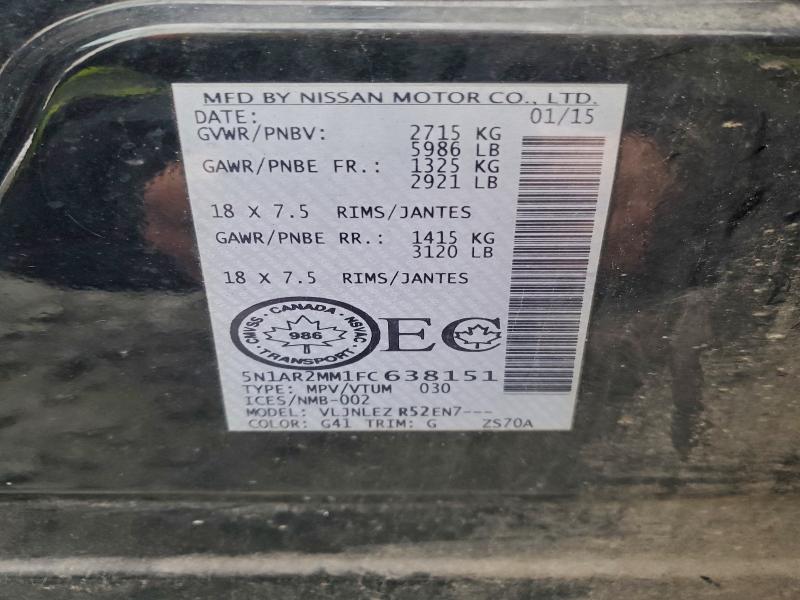 MFD BY NISSAN MOTOR CO., LTD.
DATE: 01/15
GVWR/PNBV: 2715 KG
5986 LB
GAWR/PNBE FR.: 1325 KG
2921 LB
18 X 7.5 RIMS/JANTES
GAWR/PNBE RR.: 1415 KG
3120 LB
18 X 7.5 RIMS/JANTES
CANADA
CMVSS 986 NSVAC
TRANSPORT
EC
5N1AR2MM1FC638151
TYPE: MPV/VTUM 030
ICES/NMB-002
MODEL: VLJNLEZ R52EN7---
COLOR: G41 TRIM: G ZS70A